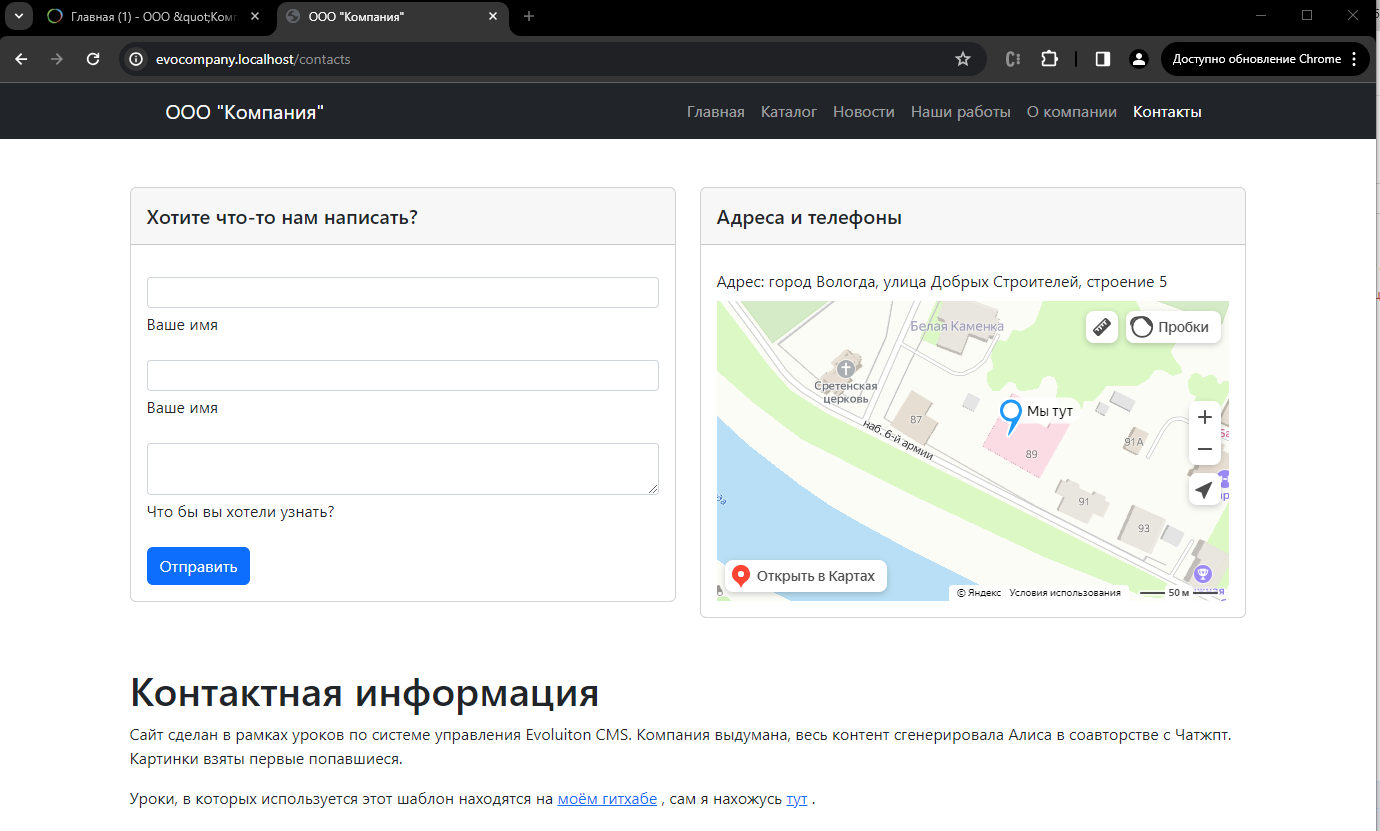 Главная (1) - ООО &quot;Комп
ООО "Компания"
evocompany.localhost/contacts
Доступно обновление Chrome
ООО "Компания"
Главная Каталог Новости Наши работы О компании Контакты
Хотите что-то нам написать?
Ваше имя
Ваше имя
Что бы вы хотели узнать?
Отправить
Адреса и телефоны
Адрес: город Вологда, улица Добрых Строителей, строение 5
Белая Каменка
Пробки
Сретенская
церковь
Мы тут
87
наб. 6-й армии
89
91А
91
93
Открыть в Картах
© Яндекс Условия использования 50 м
Контактная информация
Сайт сделан в рамках уроков по системе управления Evoluiton CMS. Компания выдумана, весь контент сгенерировала Алиса в соавторстве с Чатжпт.
Картинки взяты первые попавшиеся.
Уроки, в которых используется этот шаблон находятся на моём гитхабе , сам я нахожусь тут .